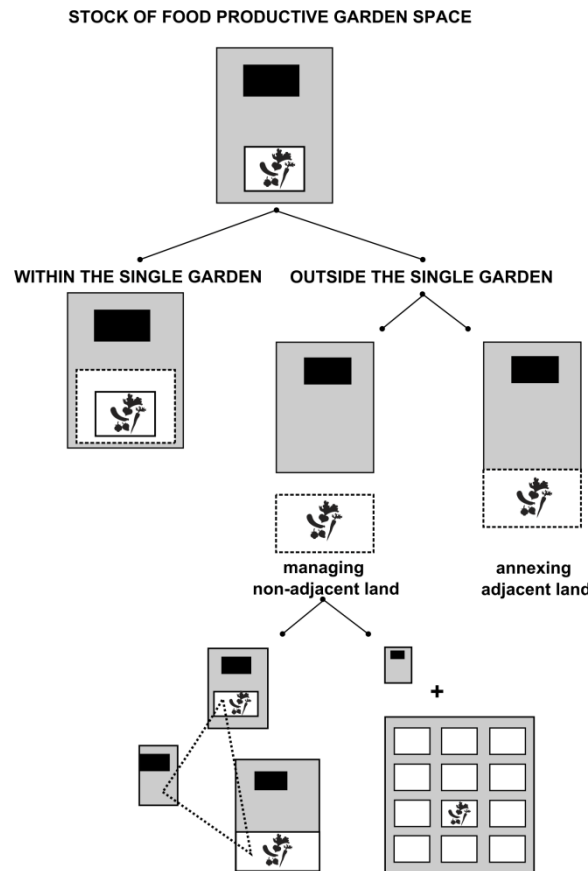 STOCK OF FOOD PRODUCTIVE GARDEN SPACE
WITHIN THE SINGLE GARDEN
OUTSIDE THE SINGLE GARDEN
managing
non-adjacent land
annexing
adjacent land
+